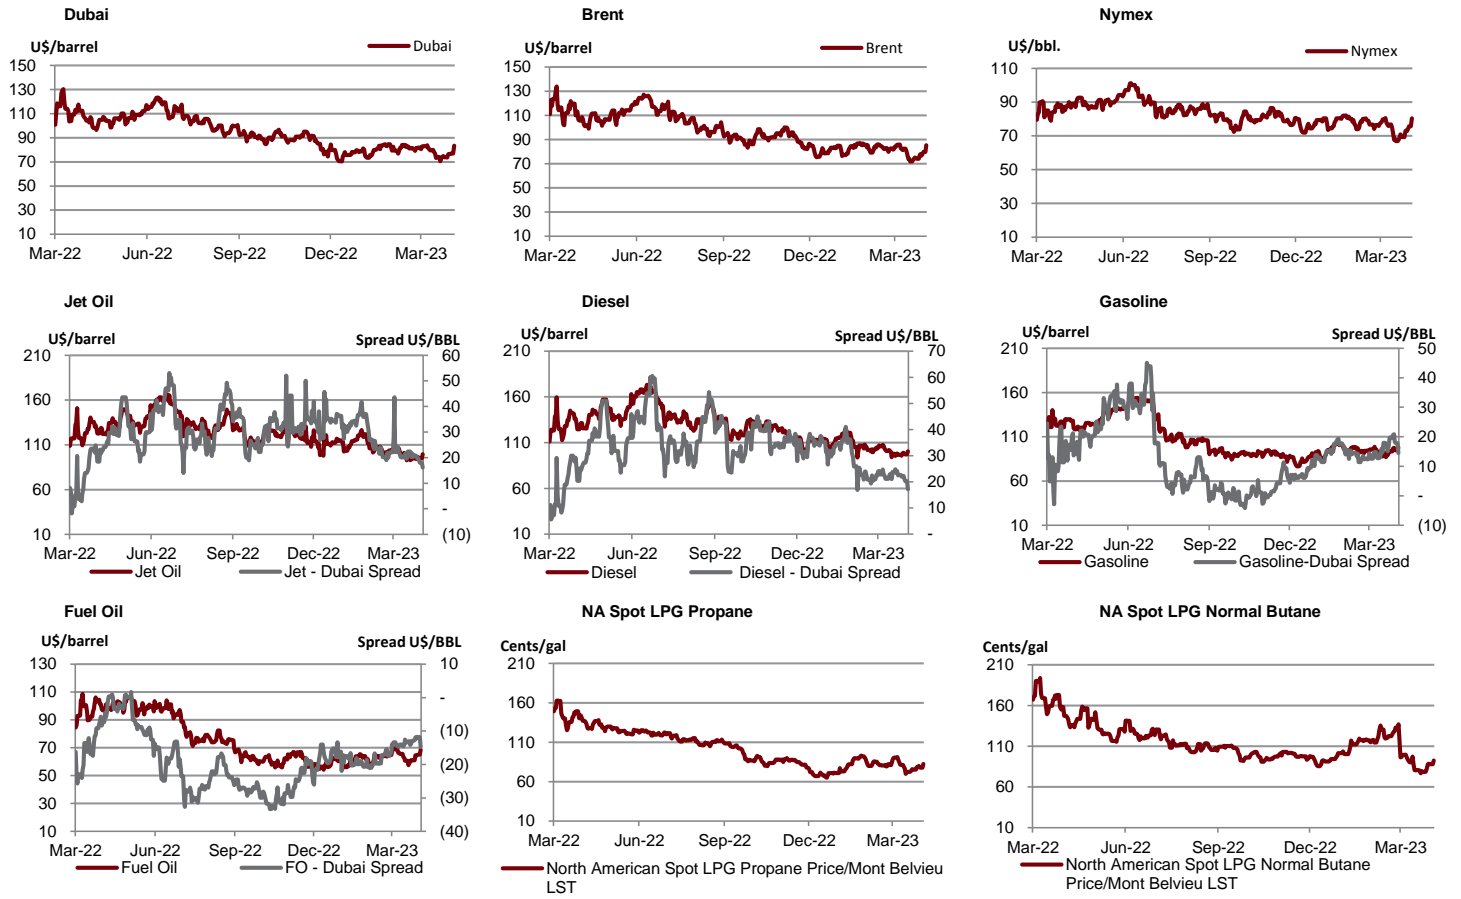 Dubai
U$/barrel
Dubai
150
130
110
90
70
50
30
10
Mar-22 Jun-22 Sep-22 Dec-22 Mar-23
Brent
U$/barrel
Brent
150
130
110
90
70
50
30
10
Mar-22 Jun-22 Sep-22 Dec-22 Mar-23
Nymex
U$/bbl.
Nymex
110
90
70
50
30
10
Mar-22 Jun-22 Sep-22 Dec-22 Mar-23
Jet Oil
U$/barrel Spread U$/BBL
210
160
110
60
10
60
50
40
30
20
10
-
(10)
Mar-22 Jun-22 Sep-22 Dec-22 Mar-23
Jet Oil Jet - Dubai Spread
Diesel
U$/barrel Spread U$/BBL
210
160
110
60
10
70
60
50
40
30
20
10
-
Mar-22 Jun-22 Sep-22 Dec-22 Mar-23
Diesel Diesel - Dubai Spread
Gasoline
U$/barrel Spread U$/BBL
210
160
110
60
10
50
40
30
20
10
-
(10)
Mar-22 Jun-22 Sep-22 Dec-22 Mar-23
Gasoline Gasoline-Dubai Spread
Fuel Oil
U$/barrel Spread U$/BBL
130
110
90
70
50
30
10
10
-
(10)
(20)
(30)
(40)
Mar-22 Jun-22 Sep-22 Dec-22 Mar-23
Fuel Oil FO - Dubai Spread
NA Spot LPG Propane
Cents/gal
210
160
110
60
10
Mar-22 Jun-22 Sep-22 Dec-22 Mar-23
North American Spot LPG Propane Price/Mont Belvieu
LST
NA Spot LPG Normal Butane
Cents/gal
210
160
110
60
10
Mar-22 Jun-22 Sep-22 Dec-22 Mar-23
North American Spot LPG Normal Butane
Price/Mont Belvieu LST